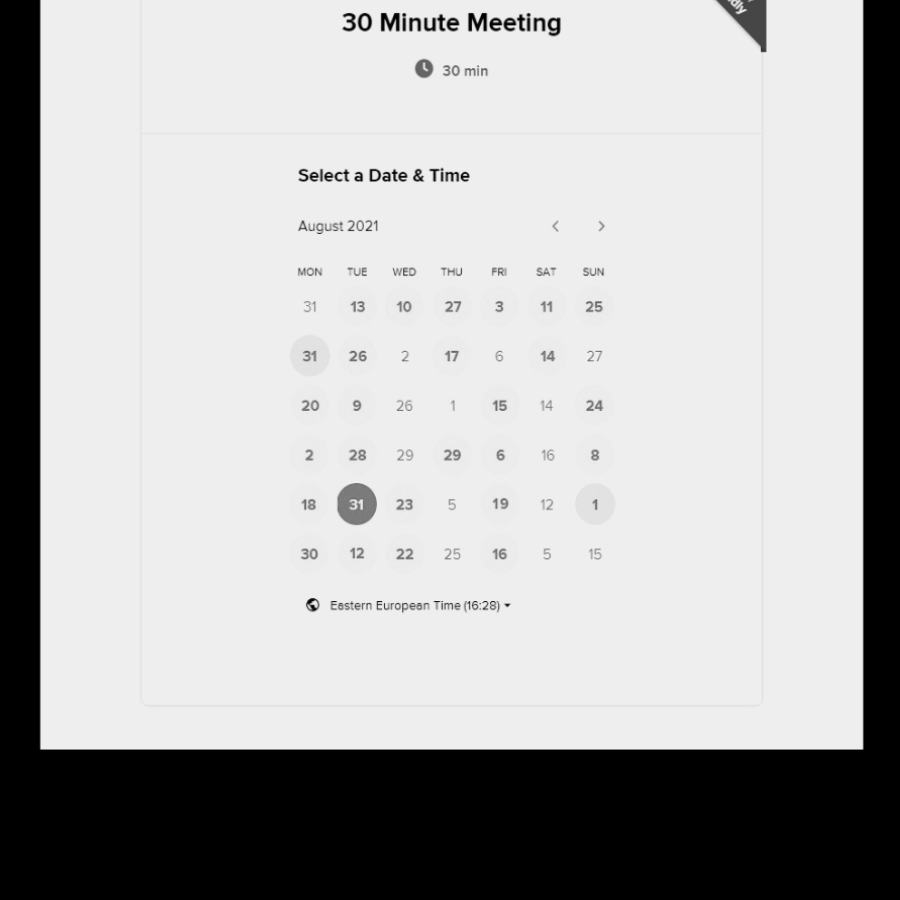 30 Minute Meeting
30 min
Select a Date & Time
August 2021
MON TUE WED THU FRI SAT SUN
31 13 10 27 3 11 25
31 26 2 17 6 14 27
20 9 26 1 15 14 24
2 28 29 29 6 16 8
18 31 23 5 19 12 1
30 12 22 25 16 5 15
Eastern European Time (16:28)